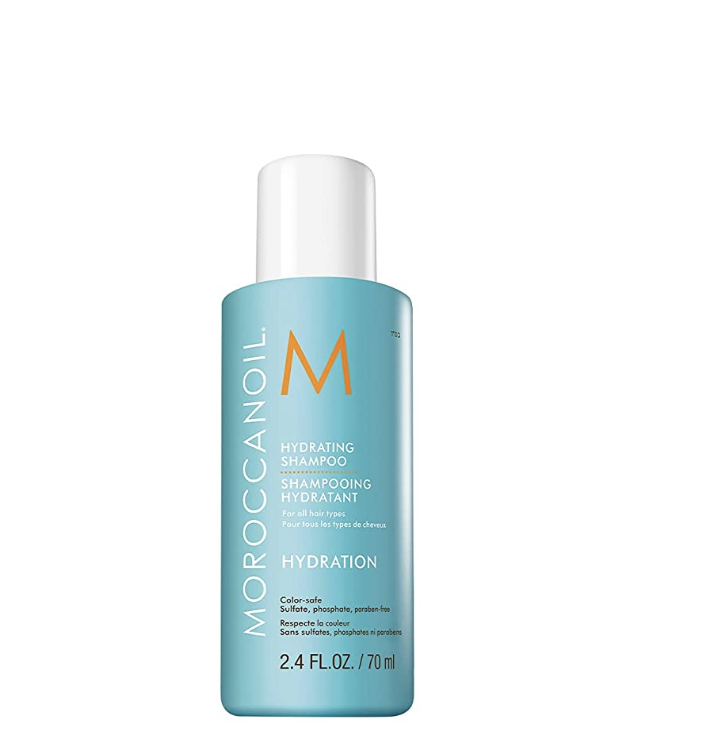 MOROCCANOIL®
M
HYDRATING
SHAMPOO
SHAMPOOING
HYDRATANT
For all hair types
Pour tous les types de cheveux
HYDRATION
Color-safe
Sulfate, phosphate, paraben-free
Respecte la couleur
Sans sulfates, phosphates ni parabens
2.4 FL.OZ. / 70 ml